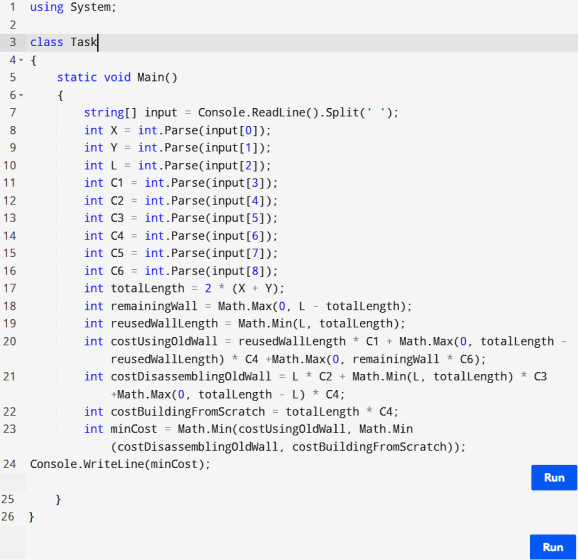 1 using System;
2
3 class Task
4 {
5 static void Main()
6 {
7 string[] input = Console.ReadLine().Split(' ');
8 int X = int.Parse(input[0]);
9 int Y = int.Parse(input[1]);
10 int L = int.Parse(input[2]);
11 int C1 = int.Parse(input[3]);
12 int C2 = int.Parse(input[4]);
13 int C3 = int.Parse(input[5]);
14 int C4 = int.Parse(input[6]);
15 int C5 = int.Parse(input[7]);
16 int C6 = int.Parse(input[8]);
17 int totalLength = 2 * (X + Y);
18 int remainingWall = Math.Max(0, L - totalLength);
19 int reusedWallLength = Math.Min(L, totalLength);
20 int costUsingOldWall = reusedWallLength * C1 + Math.Max(0, totalLength -
reusedWallLength) * C4 +Math.Max(0, remainingWall * C6);
21 int costDisassemblingOldWall = L * C2 + Math.Min(L, totalLength) * C3
+Math.Max(0, totalLength - L) * C4;
22 int costBuildingFromScratch = totalLength * C4;
23 int minCost = Math.Min(costUsingOldWall, Math.Min
(costDisassemblingOldWall, costBuildingFromScratch));
24 Console.WriteLine(minCost);
Run
25 }
26 }
Run